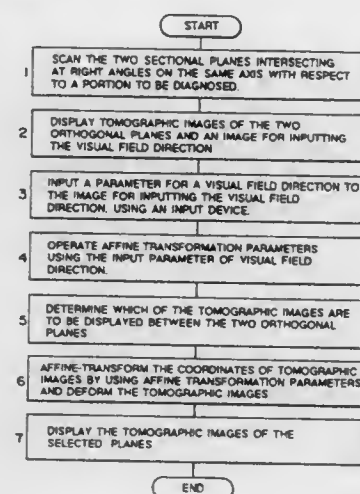 START
1 SCAN THE TWO SECTIONAL PLANES INTERSECTING
AT RIGHT ANGLES ON THE SAME AXIS WITH RESPECT
TO A PORTION TO BE DIAGNOSED.
2 DISPLAY TOMOGRAPHIC IMAGES OF THE TWO
ORTHOGONAL PLANES AND AN IMAGE FOR INPUTTING
THE VISUAL FIELD DIRECTION
3 INPUT A PARAMETER FOR A VISUAL FIELD DIRECTION TO
THE IMAGE FOR INPUTTING THE VISUAL FIELD
DIRECTION, USING AN INPUT DEVICE.
4 OPERATE AFFINE TRANSFORMATION PARAMETERS
USING THE INPUT PARAMETER OF VISUAL FIELD
DIRECTION.
5 DETERMINE WHICH OF THE TOMOGRAPHIC IMAGES ARE
TO BE DISPLAYED BETWEEN THE TWO ORTHOGONAL
PLANES
6 AFFINE-TRANSFORM THE COORDINATES OF TOMOGRAPHIC
IMAGES BY USING AFFINE TRANSFORMATION PARAMETERS
AND DEFORM THE TOMOGRAPHIC IMAGES
7 DISPLAY THE TOMOGRAPHIC IMAGES OF THE
SELECTED PLANES
END